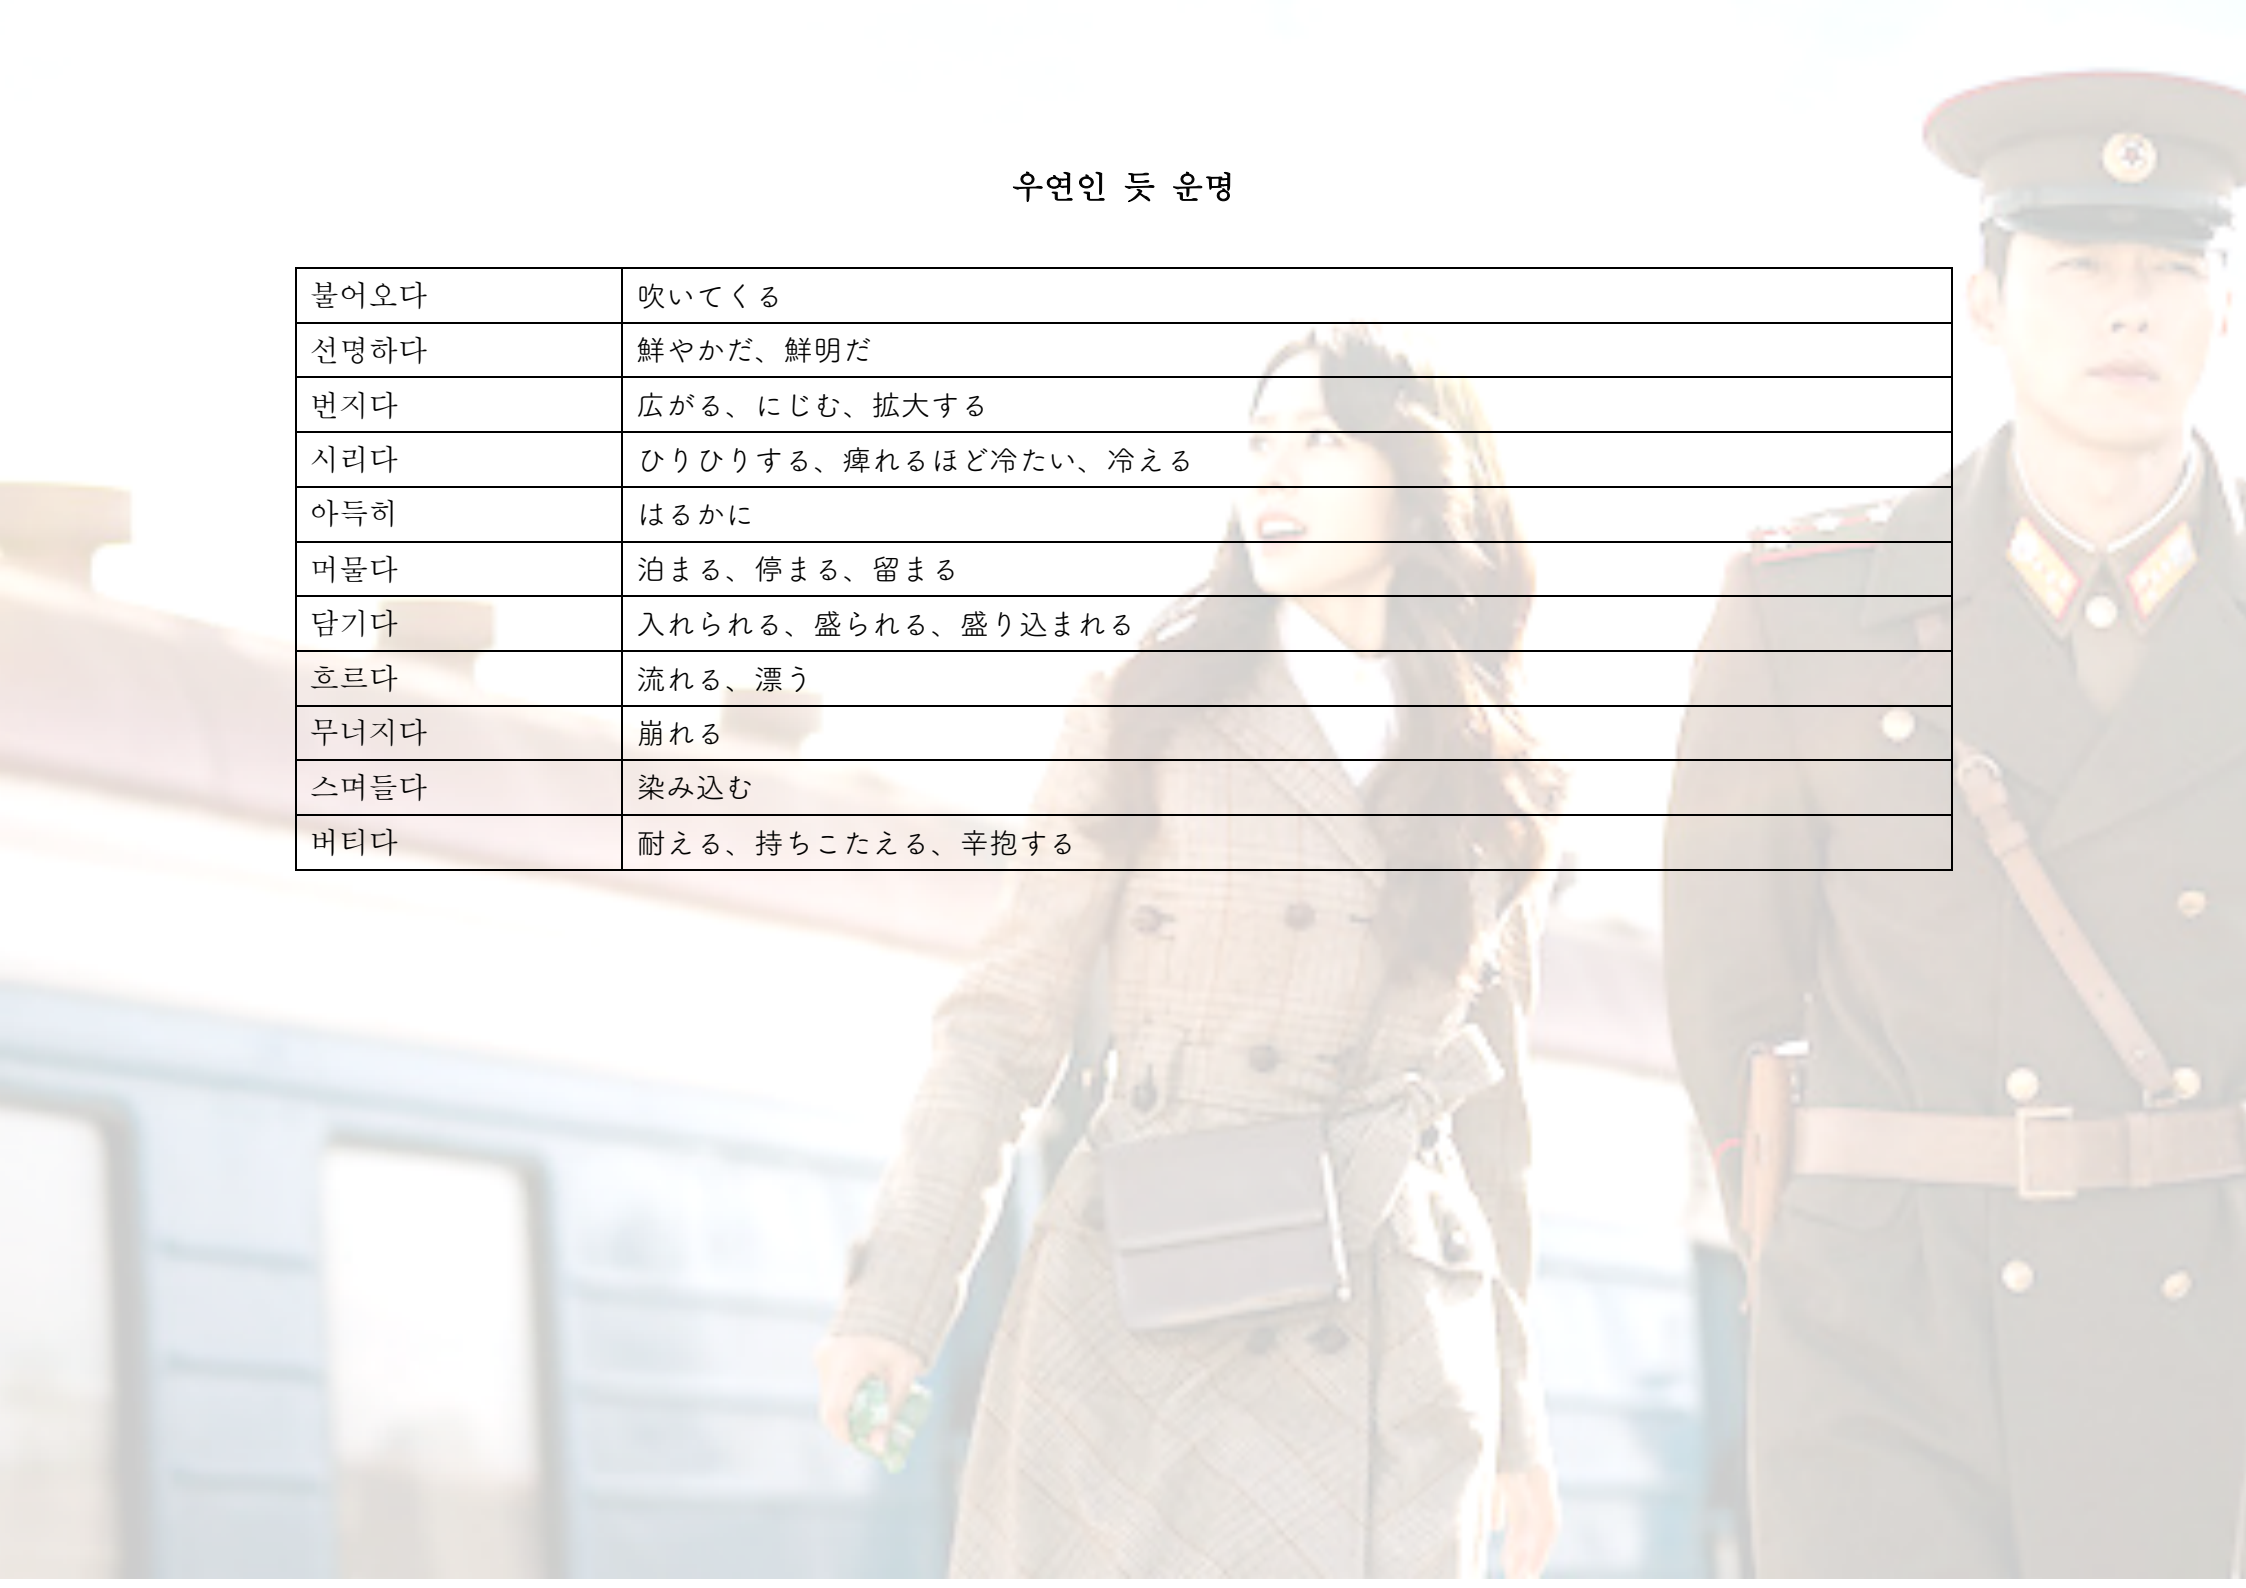 우연인 듯 운명
불어오다 吹いてくる
선명하다 鮮やかだ、鮮明だ
번지다 広がる、にじむ、拡大する
시리다 ひりひりする、痺れるほど冷たい、冷える
아득히 はるかに
머물다 泊まる、停まる、留まる
담기다 入れられる、盛られる、盛り込まれる
흐르다 流れる、漂う
무너지다 崩れる
스며들다 染み込む
버티다 耐える、持ちこたえる、辛抱する